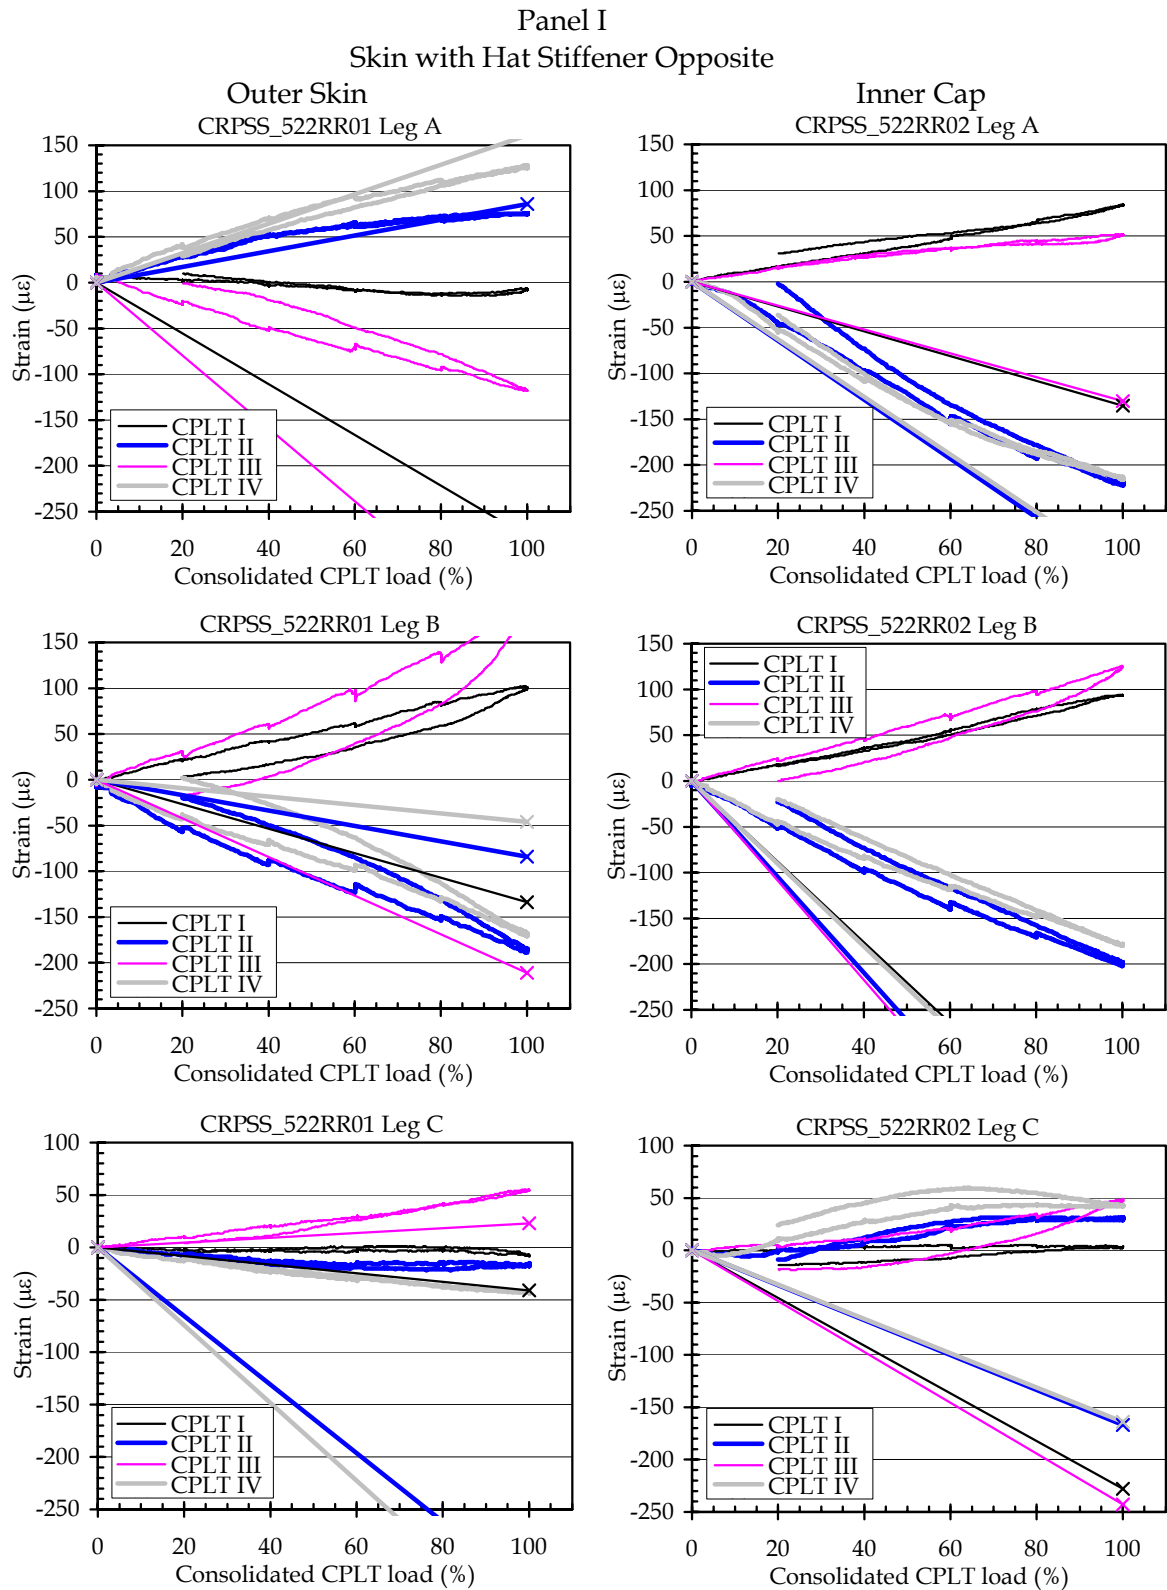 Panel I
Skin with Hat Stiffener Opposite
Outer Skin
Inner Cap
CRPSS_522RR01 Leg A
150
100
50
0
-50
-100
-150
-200
-250
Strain (με)
CPLT I
CPLT II
CPLT III
CPLT IV
0 20 40 60 80 100
Consolidated CPLT load (%)
CRPSS_522RR02 Leg A
150
100
50
0
-50
-100
-150
-200
-250
Strain (με)
CPLT I
CPLT II
CPLT III
CPLT IV
0 20 40 60 80 100
Consolidated CPLT load (%)
CRPSS_522RR01 Leg B
150
100
50
0
-50
-100
-150
-200
-250
Strain (με)
CPLT I
CPLT II
CPLT III
CPLT IV
0 20 40 60 80 100
Consolidated CPLT load (%)
CRPSS_522RR02 Leg B
150
100
50
0
-50
-100
-150
-200
-250
Strain (με)
CPLT I
CPLT II
CPLT III
CPLT IV
0 20 40 60 80 100
Consolidated CPLT load (%)
CRPSS_522RR01 Leg C
100
50
0
-50
-100
-150
-200
-250
Strain (με)
CPLT I
CPLT II
CPLT III
CPLT IV
0 20 40 60 80 100
Consolidated CPLT load (%)
CRPSS_522RR02 Leg C
100
50
0
-50
-100
-150
-200
-250
Strain (με)
CPLT I
CPLT II
CPLT III
CPLT IV
0 20 40 60 80 100
Consolidated CPLT load (%)